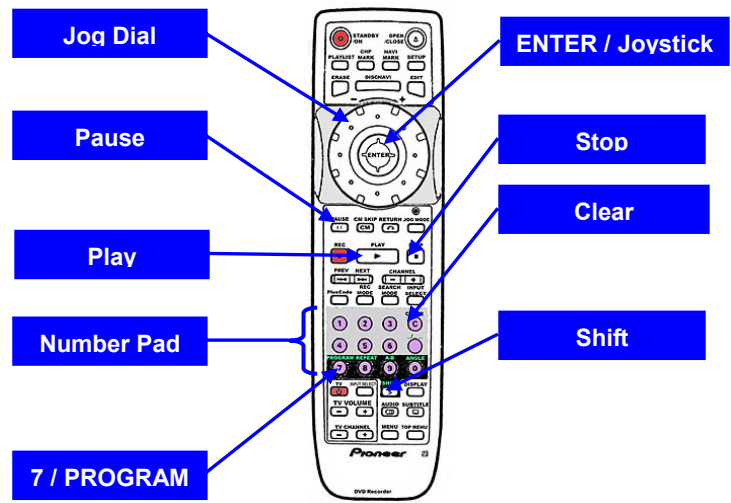 Jog Dial
ENTER / Joystick
Pause
Stop
Clear
Play
Number Pad
Shift
7 / PROGRAM
STANDBY /ON
OPEN /CLOSE
PLAYLIST CHP MARK NAVI MARK SETUP
ERASE DISCNAVI EDIT
− +
ENTER
PAUSE CM SKIP RETURN JOG MODE
CM
REC PLAY
PREV NEXT CHANNEL
− +
PlusCode REC MODE SEARCH MODE INPUT SELECT
1 2 3 C
4 5 6
PROGRAM REPEAT A-B ANGLE
7 8 9 0
TV INPUT SELECT DISPLAY
TV VOLUME AUDIO SUBTITLE
− +
TV CHANNEL MENU TOP MENU
− +
Pioneer
DVD Recorder